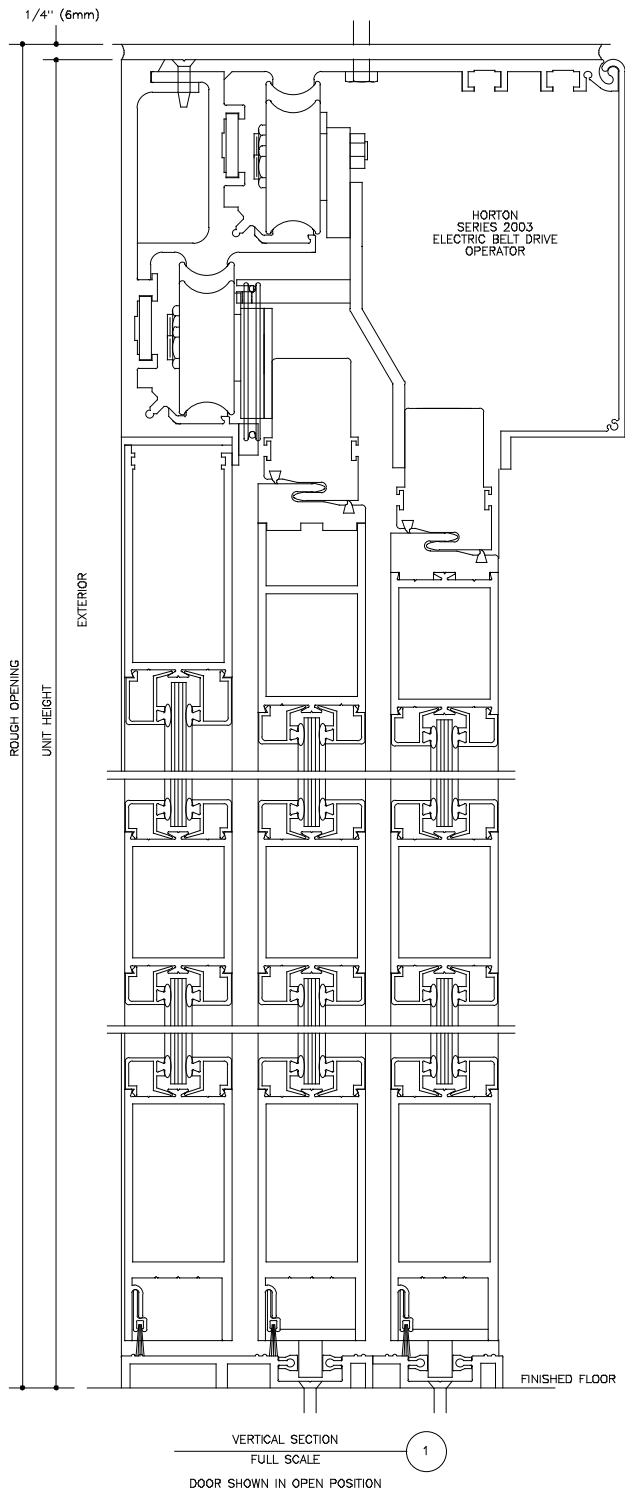 1/4" (6mm)
HORTON
SERIES 2003
ELECTRIC BELT DRIVE
OPERATOR
EXTERIOR
ROUGH OPENING
UNIT HEIGHT
FINISHED FLOOR
VERTICAL SECTION
FULL SCALE
1
DOOR SHOWN IN OPEN POSITION